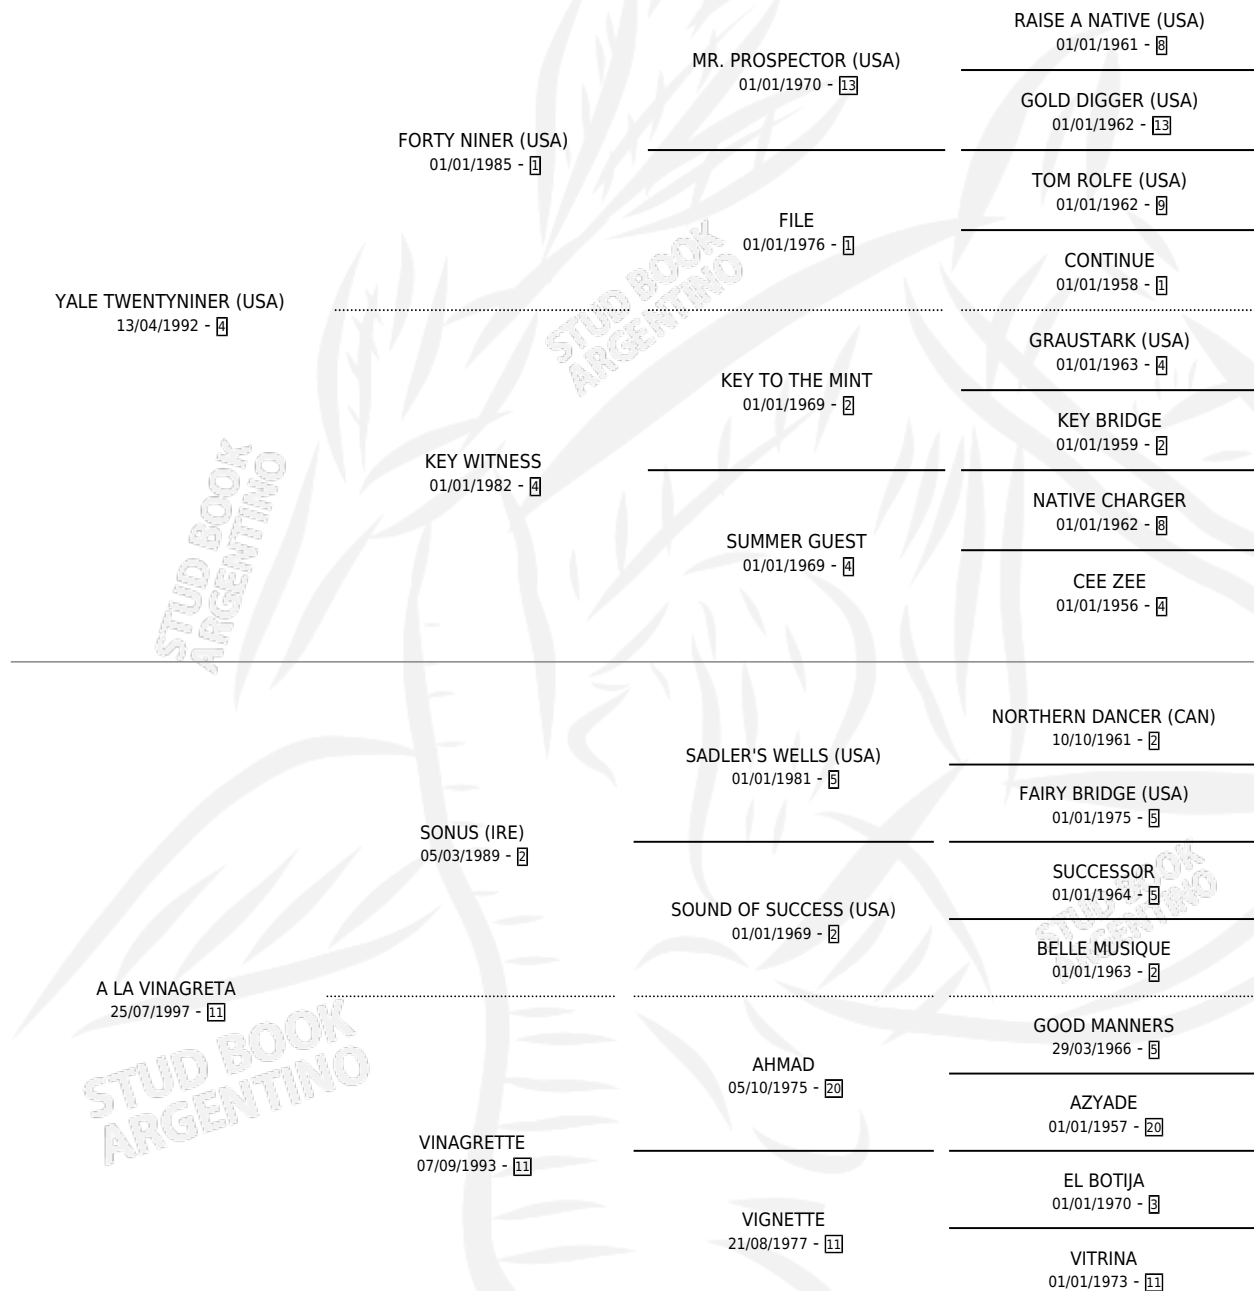 RAISE A NATIVE (USA)
01/01/1961 - 8
MR. PROSPECTOR (USA)
01/01/1970 - 13
GOLD DIGGER (USA)
01/01/1962 - 13
FORTY NINER (USA)
01/01/1985 - 1
TOM ROLFE (USA)
01/01/1962 - 9
FILE
01/01/1976 - 1
CONTINUE
01/01/1958 - 1
YALE TWENTYNINER (USA)
13/04/1992 - 4
GRAUSTARK (USA)
01/01/1963 - 4
KEY TO THE MINT
01/01/1969 - 2
KEY BRIDGE
01/01/1959 - 2
KEY WITNESS
01/01/1982 - 4
NATIVE CHARGER
01/01/1962 - 8
SUMMER GUEST
01/01/1969 - 4
CEE ZEE
01/01/1956 - 4
NORTHERN DANCER (CAN)
10/10/1961 - 2
SADLER'S WELLS (USA)
01/01/1981 - 5
FAIRY BRIDGE (USA)
01/01/1975 - 5
SONUS (IRE)
05/03/1989 - 2
SUCCESSOR
01/01/1964 - 5
SOUND OF SUCCESS (USA)
01/01/1969 - 2
BELLE MUSIQUE
01/01/1963 - 2
A LA VINAGRETA
25/07/1997 - 11
GOOD MANNERS
29/03/1966 - 5
AHMAD
05/10/1975 - 20
AZYADE
01/01/1957 - 20
VINAGRETTE
07/09/1993 - 11
EL BOTIJA
01/01/1970 - 3
VIGNETTE
21/08/1977 - 11
VITRINA
01/01/1973 - 11
STUD BOOK
ARGENTINO
STUD BOOK
ARGENTINO
STUD BOOK
ARGENTINO
STUD BOOK
ARGENTINO